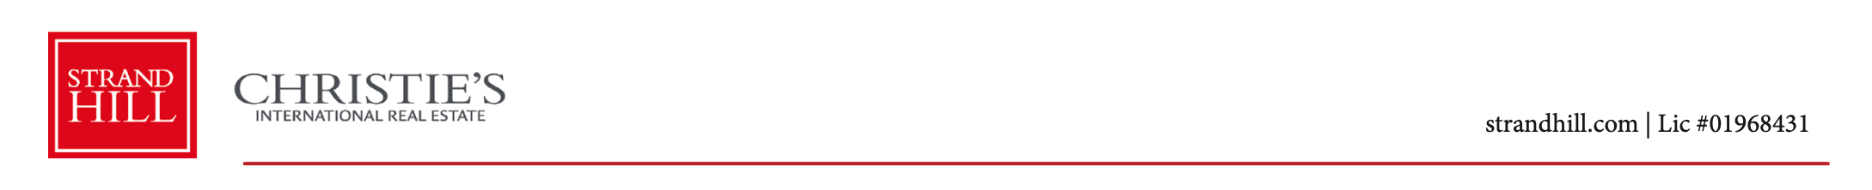 STRAND
HILL
CHRISTIE'S
INTERNATIONAL REAL ESTATE
strandhill.com | Lic #01968431